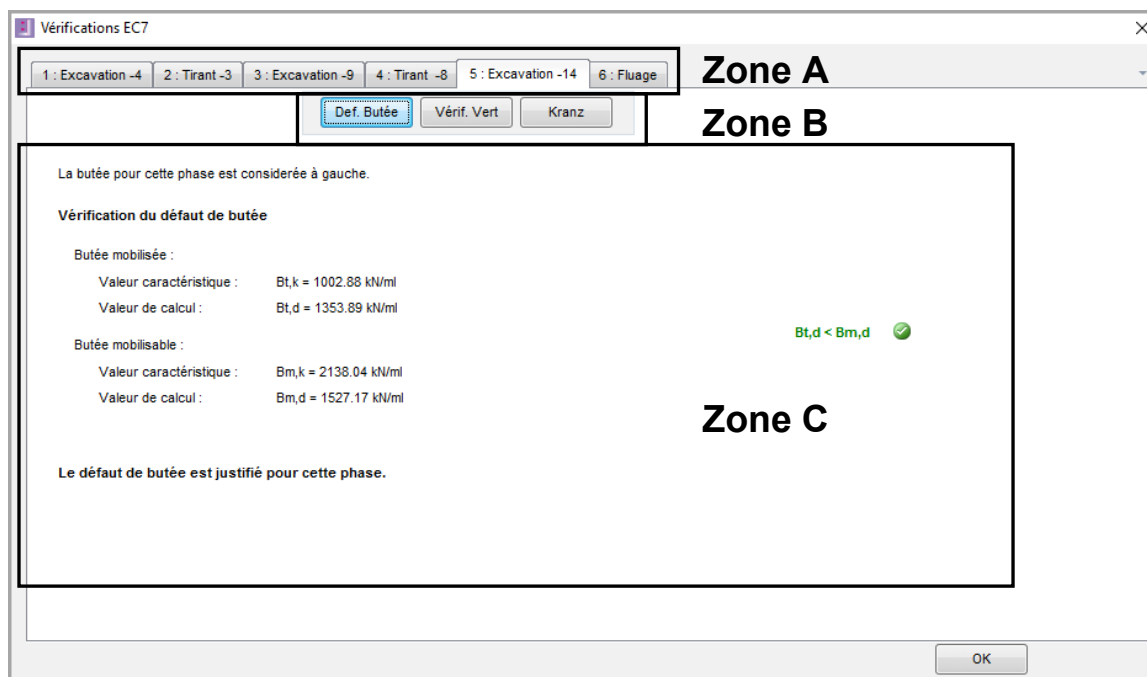 Vérifications EC7
1 : Excavation -4 2 : Tirant -3 3 : Excavation -9 4 : Tirant -8 5 : Excavation -14 6 : Fluage Zone A
Def. Butée Vérif. Vert Kranz Zone B
La butée pour cette phase est considerée à gauche.
Vérification du défaut de butée
Butée mobilisée :
Valeur caractéristique : Bt,k = 1002.88 kN/ml
Valeur de calcul : Bt,d = 1353.89 kN/ml
Bt,d < Bm,d
Butée mobilisable :
Valeur caractéristique : Bm,k = 2138.04 kN/ml
Valeur de calcul : Bm,d = 1527.17 kN/ml
Zone C
Le défaut de butée est justifié pour cette phase.
OK